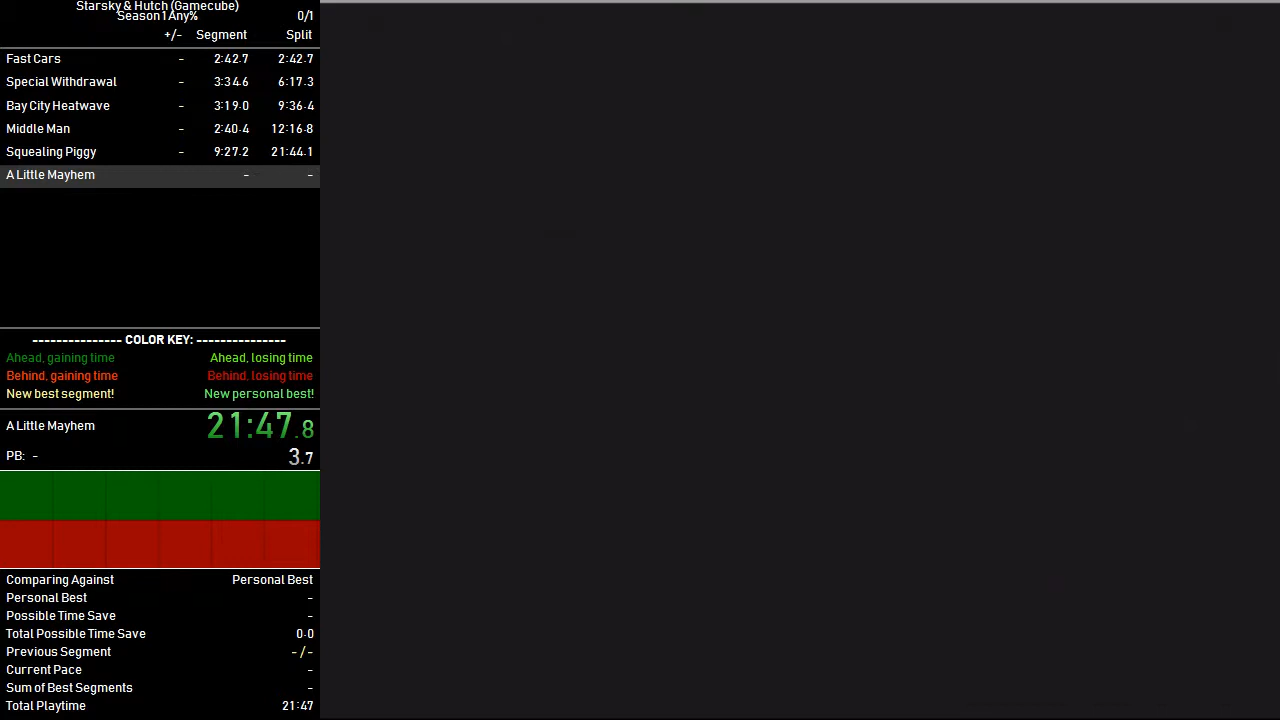 Starsky & Hutch (Gamecube)
Season 1 Any% 0/1
+/- Segment Split
Fast Cars - 2:42.7 2:42.7
Special Withdrawal - 3:34.6 6:17.3
Bay City Heatwave - 3:19.0 9:36.4
Middle Man - 2:40.4 12:16.8
Squealing Piggy - 9:27.2 21:44.1
A Little Mayhem - -
--------------- COLOR KEY: ---------------
Ahead, gaining time Ahead, losing time
Behind, gaining time Behind, losing time
New best segment! New personal best!
A Little Mayhem 21:47.8
PB: - 3.7
Comparing Against Personal Best
Personal Best -
Possible Time Save -
Total Possible Time Save 0.0
Previous Segment - / -
Current Pace -
Sum of Best Segments -
Total Playtime 21:47